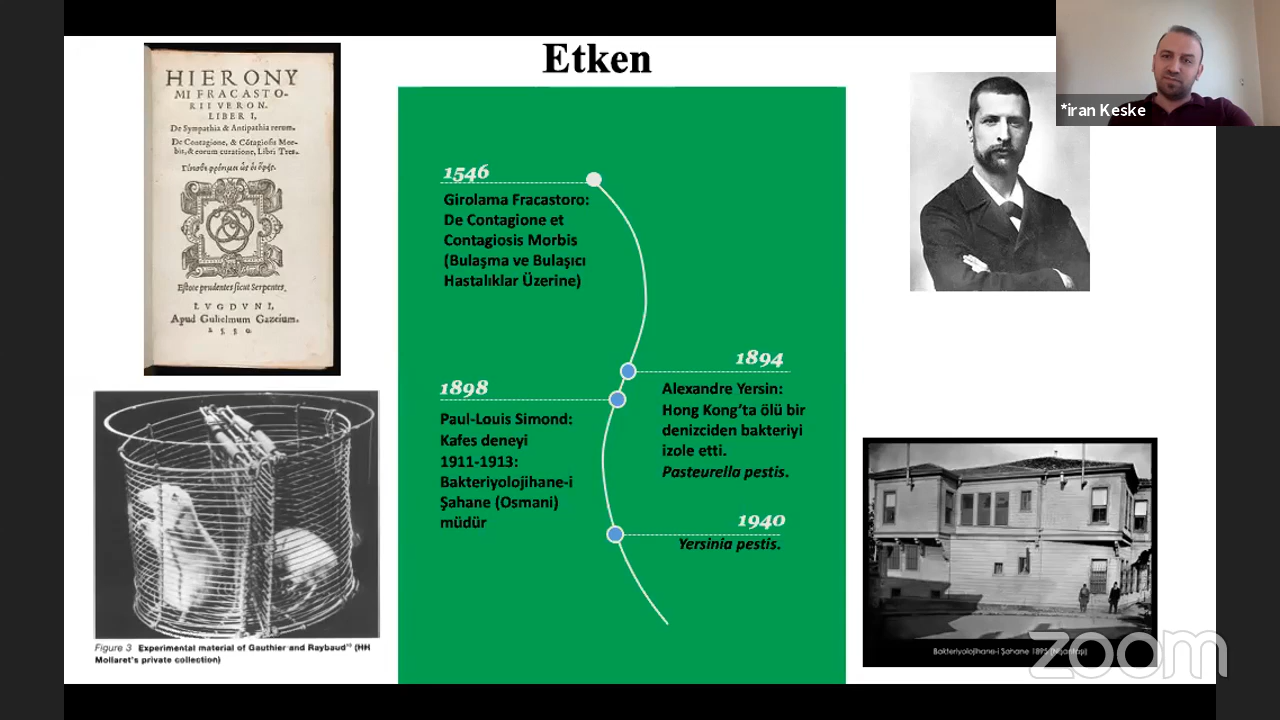 Etken
HIERONY
MI FRACASTO-
RII VERON.
LIBER I,
De Sympathia & Antipathia rerum.
De Contagione, & Cōtagiosis Mor-
bis, & eorum curatione, Libri Tres.
Estote prudentes sicut Serpentes.
LVGDVNI,
Apud Gulielmum Gazeium.
1546
Girolama Fracastoro:
De Contagione et
Contagiosis Morbis
(Bulaşma ve Bulaşıcı
Hastalıklar Üzerine)
1894
Alexandre Yersin:
Hong Kong’ta ölü bir
denizciden bakteriyi
izole etti.
Pasteurella pestis.
1898
Paul-Louis Simond:
Kafes deneyi
1911-1913:
Bakteriyolojihane-i
Şahane (Osmani)
müdür
1940
Yersinia pestis.
*iran Keske
Figure 3 Experimental material of Gauthier and Raybaud (HH
Mollaret's private collection)
Bakteriyolojihane-i Şahane
zoom